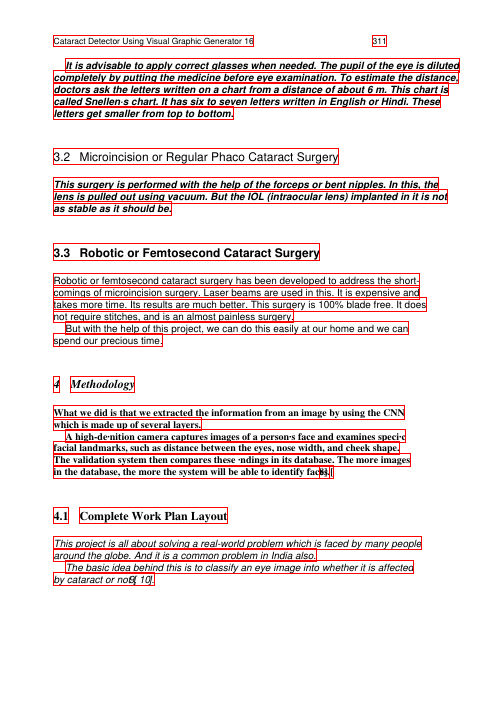 Cataract Detector Using Visual Graphic Generator 16 311
It is advisable to apply correct glasses when needed. The pupil of the eye is diluted
completely by putting the medicine before eye examination. To estimate the distance,
doctors ask the letters written on a chart from a distance of about 6 m. This chart is
called Snellen·s chart. It has six to seven letters written in English or Hindi. These
letters get smaller from top to bottom.
3.2 Microincision or Regular Phaco Cataract Surgery
This surgery is performed with the help of the forceps or bent nipples. In this, the
lens is pulled out using vacuum. But the IOL (intraocular lens) implanted in it is not
as stable as it should be.
3.3 Robotic or Femtosecond Cataract Surgery
Robotic or femtosecond cataract surgery has been developed to address the short-
comings of microincision surgery. Laser beams are used in this. It is expensive and
takes more time. Its results are much better. This surgery is 100% blade free. It does
not require stitches, and is an almost painless surgery.
But with the help of this project, we can do this easily at our home and we can
spend our precious time.
4 Methodology
What we did is that we extracted the information from an image by using the CNN
which is made up of several layers.
A high-de·nition camera captures images of a person·s face and examines speci·c
facial landmarks, such as distance between the eyes, nose width, and cheek shape.
The validation system then compares these ·ndings in its database. The more images
in the database, the more the system will be able to identify
4.1 Complete Work Plan Layout
This project is all about solving a real-world problem which is faced by many people
around the globe. And it is a common problem in India also.
The basic idea behind this is to classify an eye image into whether it is affected
by cataract or not 10].